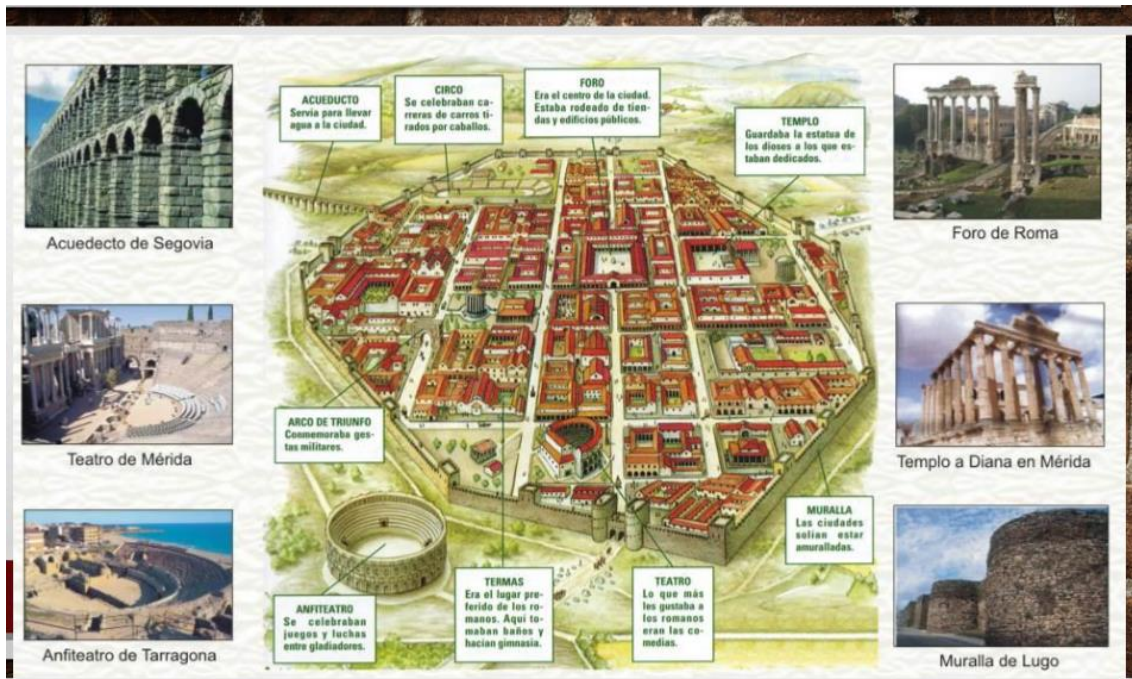 ACUEDUCTO
Servía para llevar
agua a la ciudad.
CIRCO
Se celebraban ca-
rreras de carros ti-
rados por caballos.
FORO
Era el centro de la ciudad.
Estaba rodeado de tien-
das y edificios públicos.
TEMPLO
Guardaba la estatua de
los dioses a los que es-
taban dedicados.
Acuedecto de Segovia
Foro de Roma
ARCO DE TRIUNFO
Conmemoraba ges-
tas militares.
Teatro de Mérida
Templo a Diana en Mérida
MURALLA
Las ciudades
solían estar
amuralladas.
ANFITEATRO
Se celebraban
juegos y luchas
entre gladiadores.
TERMAS
Era el lugar pre-
ferido de los ro-
manos. Aquí to-
maban baños y
hacían gimnasia.
TEATRO
Lo que más
les gustaba a
los romanos
eran las co-
medias.
Anfiteatro de Tarragona
Muralla de Lugo